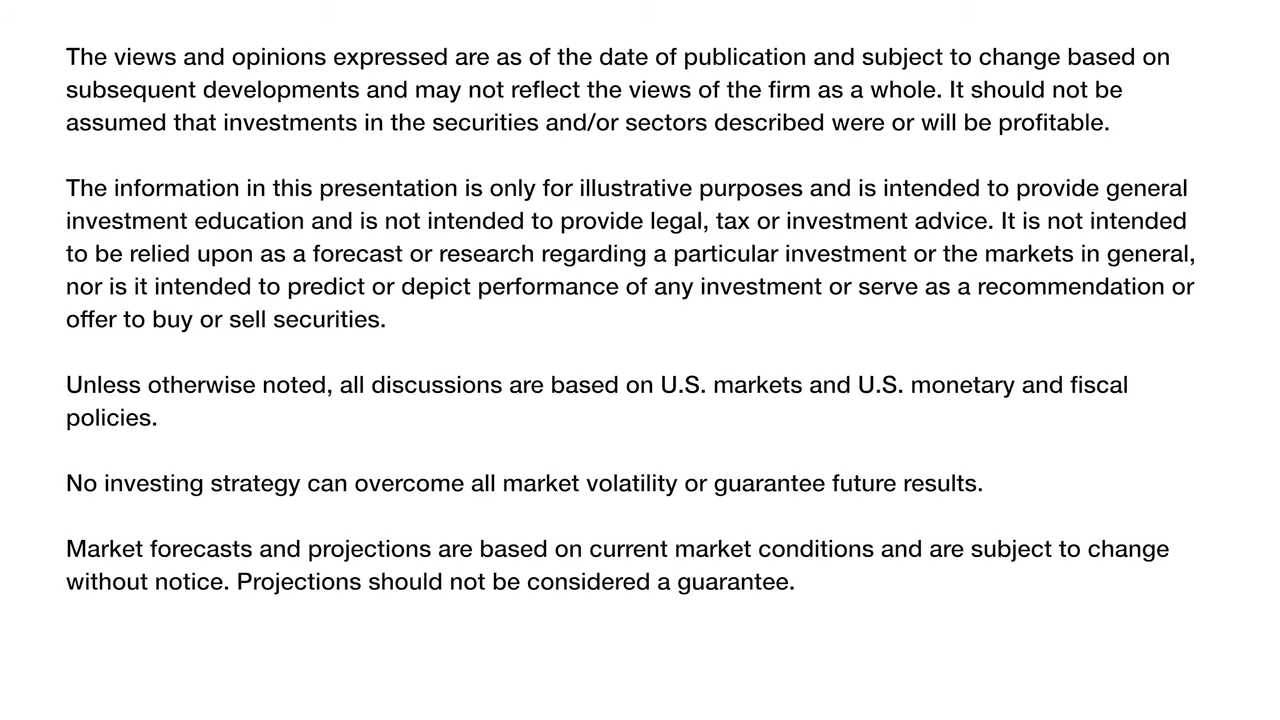 The views and opinions expressed are as of the date of publication and subject to change based on
subsequent developments and may not reflect the views of the firm as a whole. It should not be
assumed that investments in the securities and/or sectors described were or will be profitable.
The information in this presentation is only for illustrative purposes and is intended to provide general
investment education and is not intended to provide legal, tax or investment advice. It is not intended
to be relied upon as a forecast or research regarding a particular investment or the markets in general,
nor is it intended to predict or depict performance of any investment or serve as a recommendation or
offer to buy or sell securities.
Unless otherwise noted, all discussions are based on U.S. markets and U.S. monetary and fiscal
policies.
No investing strategy can overcome all market volatility or guarantee future results.
Market forecasts and projections are based on current market conditions and are subject to change
without notice. Projections should not be considered a guarantee.